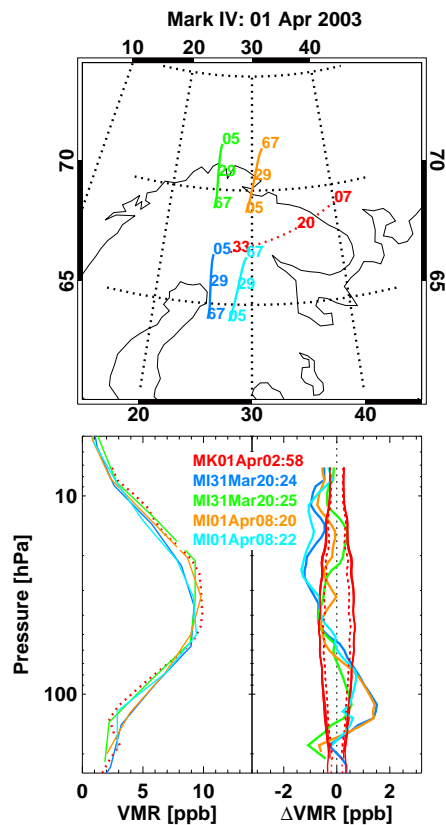 Mark IV: 01 Apr 2003
10 20 30 40
05 67
70 29 29 70
67 05 07
20
05 33 67
65 29 29 65
67 05
20 30 40
MK01Apr02:58
MI31Mar20:24
MI31Mar20:25
MI01Apr08:20
MI01Apr08:22
10
100
Pressure [hPa]
0 5 10 -2 0 2
VMR [ppb] ΔVMR [ppb]